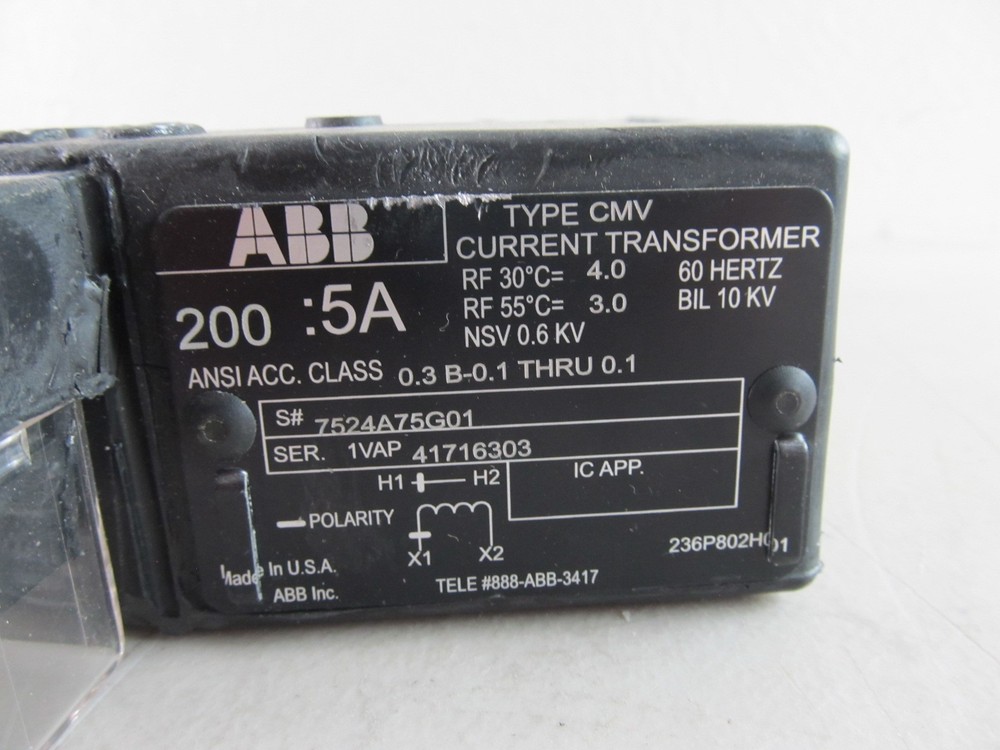 ABB
TYPE CMV
CURRENT TRANSFORMER
RF 30°C= 4.0 60 HERTZ
RF 55°C= 3.0 BIL 10 KV
NSV 0.6 KV
200 :5A
ANSI ACC. CLASS 0.3 B-0.1 THRU 0.1
S# 7524A75G01
SER. 1VAP 41716303
H1 H2
IC APP.
POLARITY
X1 X2
236P802H01
Made In U.S.A.
ABB Inc.
TELE #888-ABB-3417